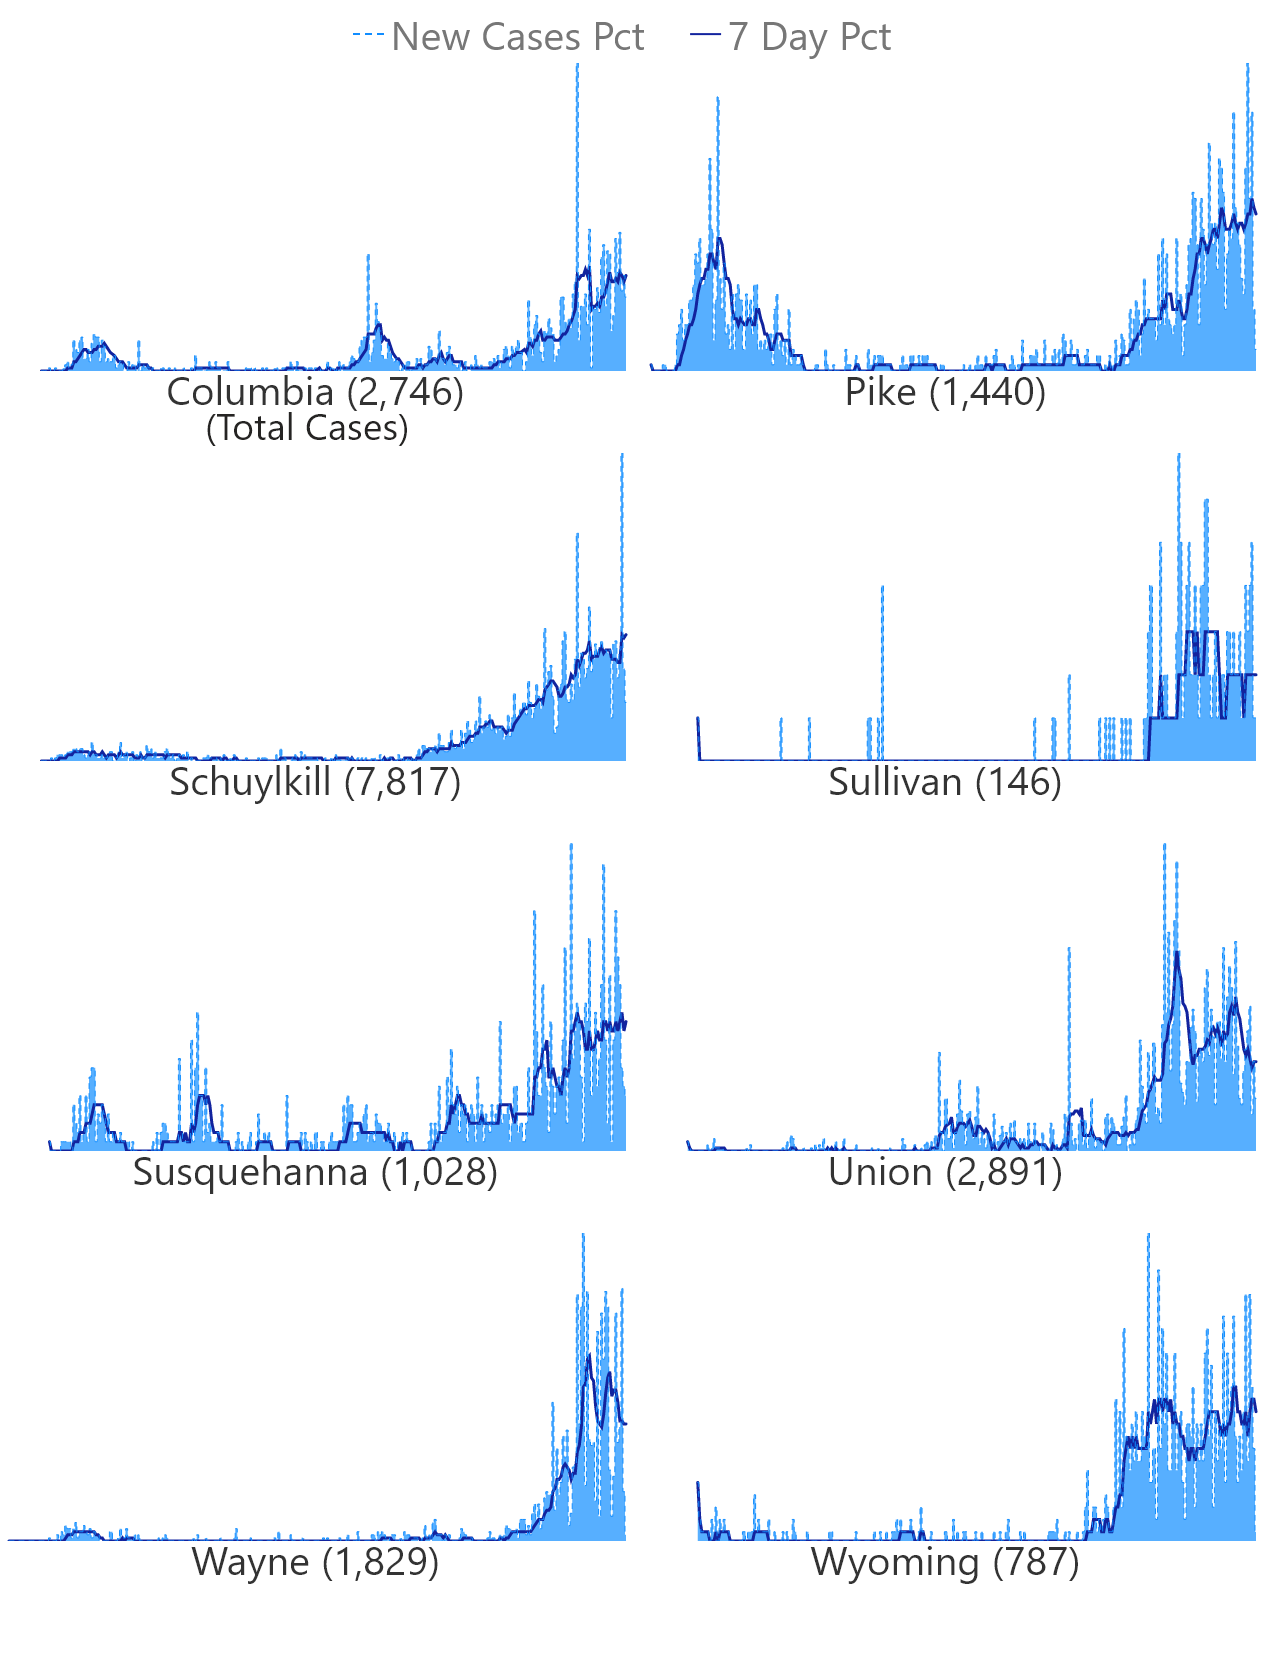 New Cases Pct 7 Day Pct
Columbia (2,746)
(Total Cases)
Pike (1,440)
Schuylkill (7,817)
Sullivan (146)
Susquehanna (1,028)
Union (2,891)
Wayne (1,829)
Wyoming (787)